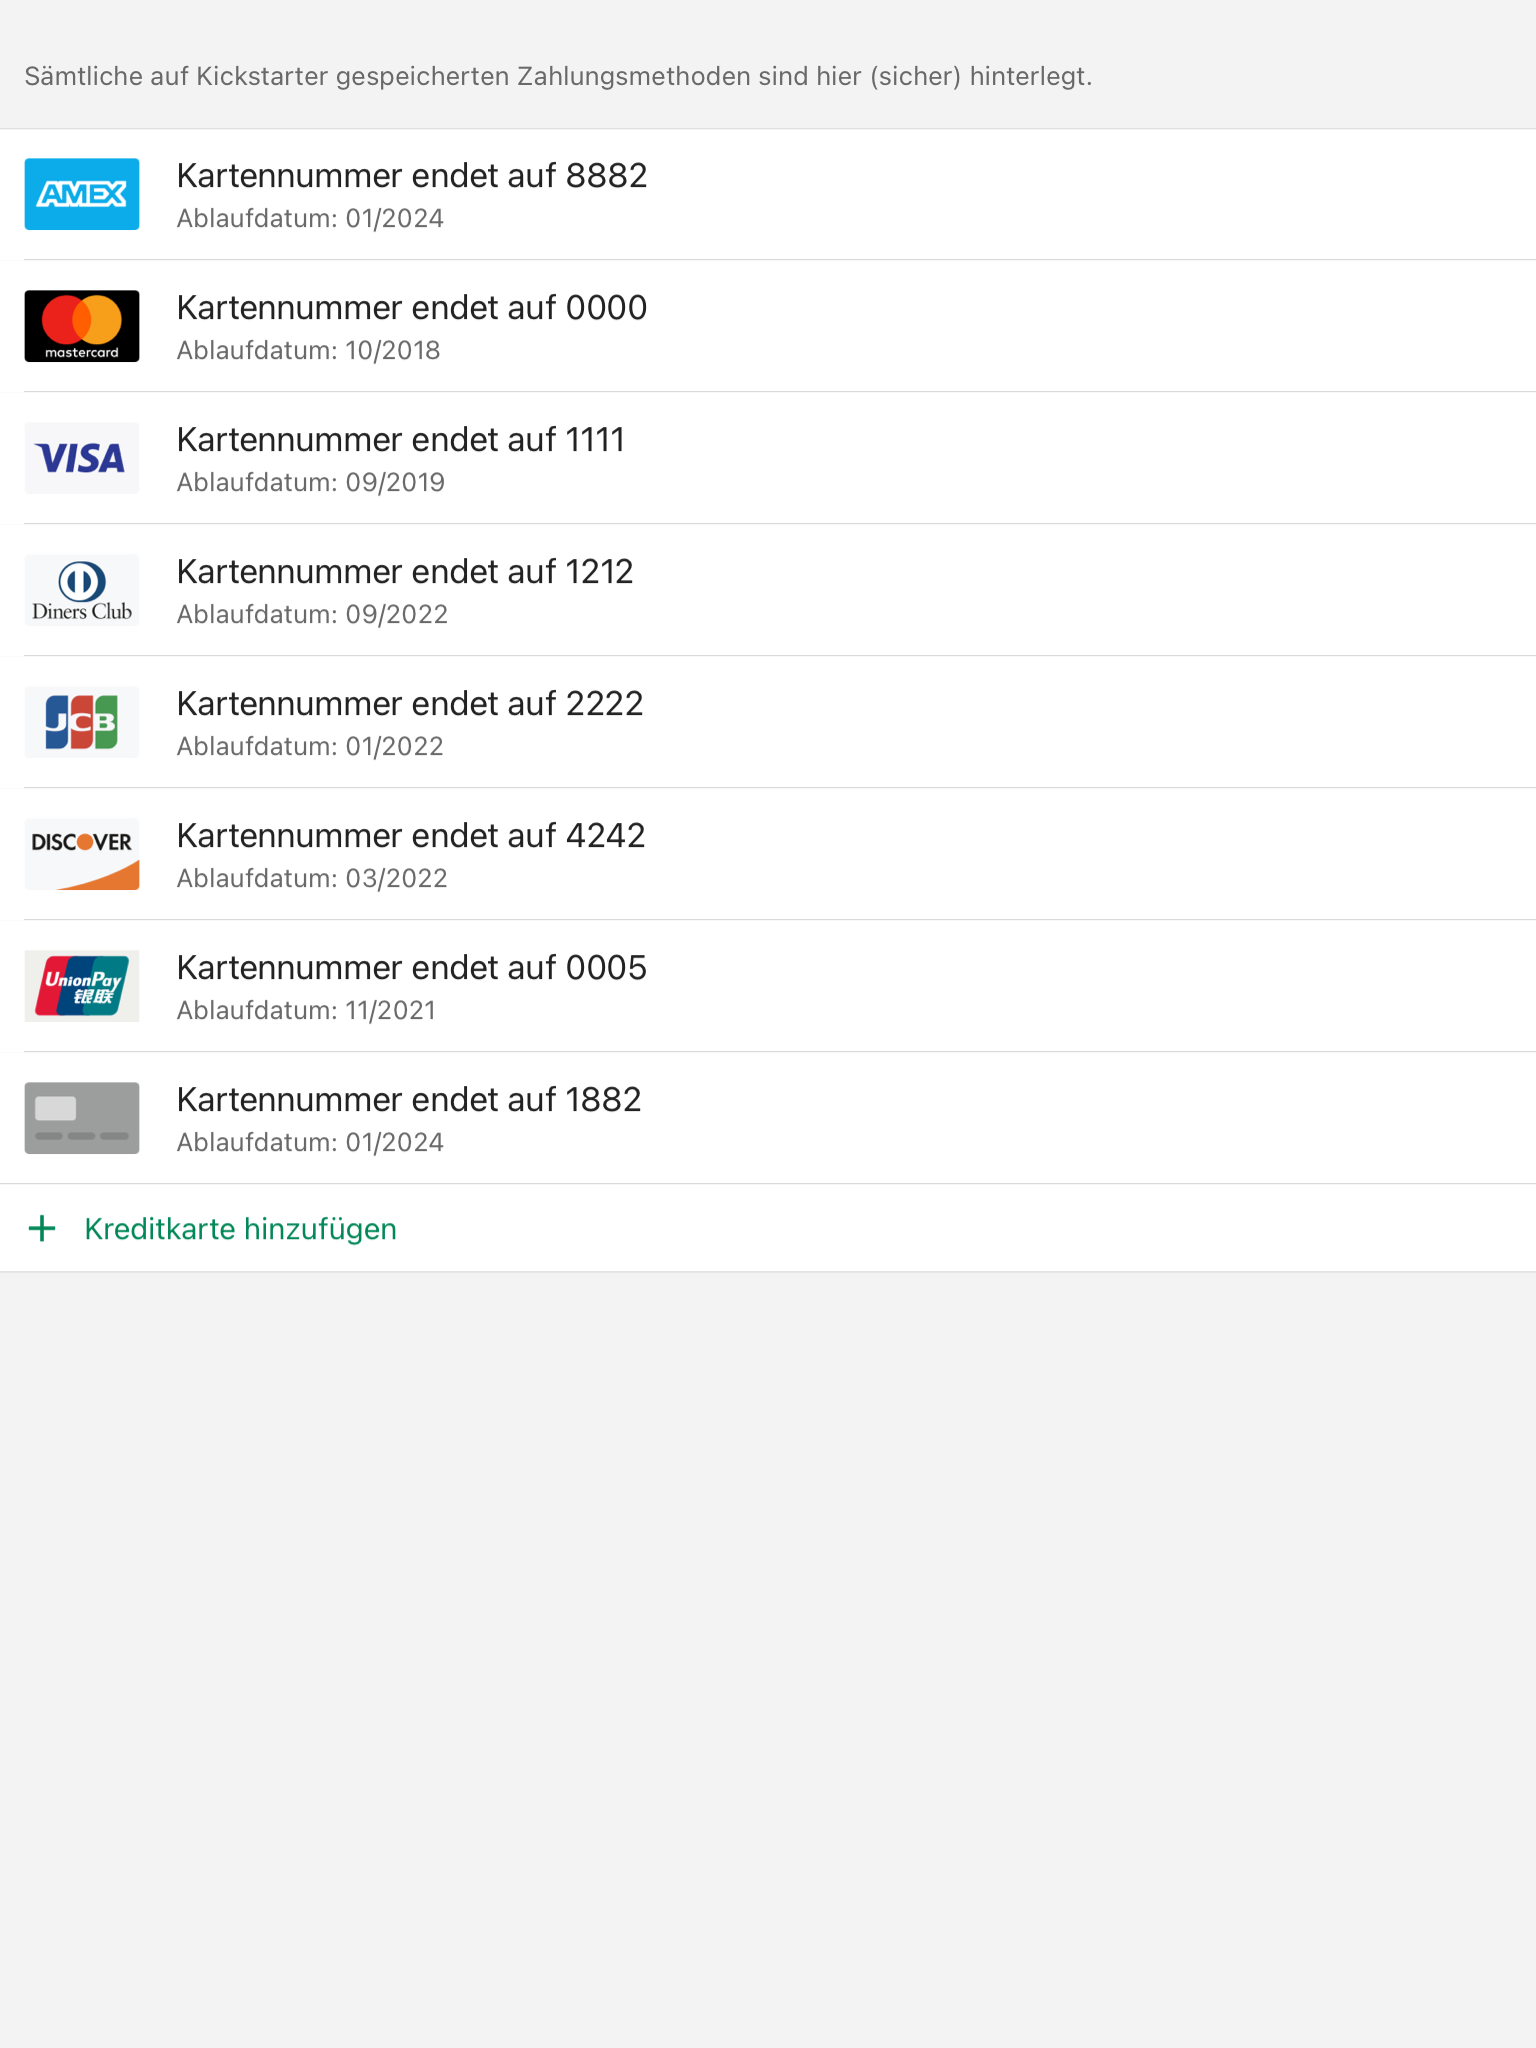 Sämtliche auf Kickstarter gespeicherten Zahlungsmethoden sind hier (sicher) hinterlegt.
AMEX
Kartennummer endet auf 8882
Ablaufdatum: 01/2024
mastercard
Kartennummer endet auf 0000
Ablaufdatum: 10/2018
VISA
Kartennummer endet auf 1111
Ablaufdatum: 09/2019
Diners Club
Kartennummer endet auf 1212
Ablaufdatum: 09/2022
JCB
Kartennummer endet auf 2222
Ablaufdatum: 01/2022
DISCOVER
Kartennummer endet auf 4242
Ablaufdatum: 03/2022
UnionPay
银联
Kartennummer endet auf 0005
Ablaufdatum: 11/2021
Kartennummer endet auf 1882
Ablaufdatum: 01/2024
+ Kreditkarte hinzufügen